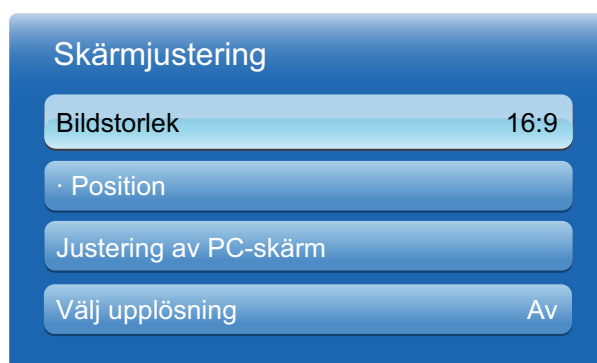 Skärmjustering
Bildstorlek 16:9
· Position
Justering av PC-skärm
Välj upplösning Av